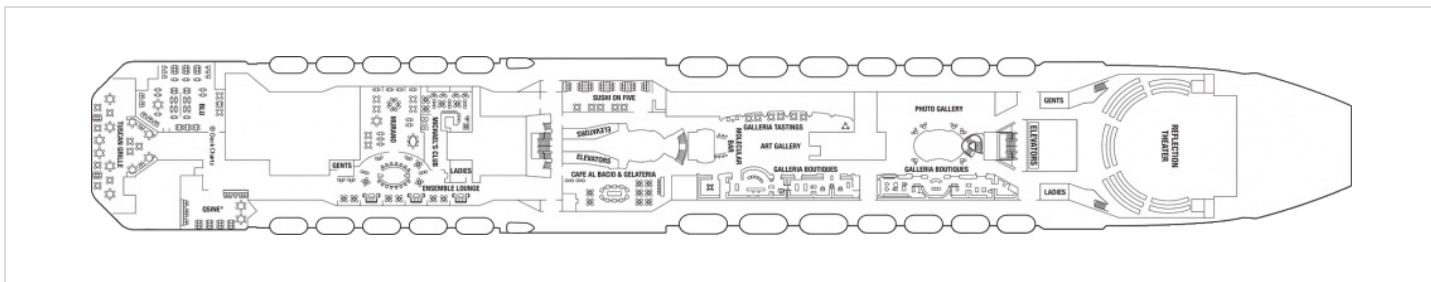 TUSCAN GRILLE
BLU
QSINE®
GENTS
MURANO
MICHAEL'S CLUB
LADIES
ENSEMBLE LOUNGE
SUSHI ON FIVE
ELEVATORS
ELEVATORS
CAFE AL BACIO & GELATERIA
MOLECULAR
BAR
GALLERIA TASTINGS
ART GALLERY
GALLERIA BOUTIQUES
PHOTO GALLERY
GALLERIA BOUTIQUES
GENTS
ELEVATORS
LADIES
REFLECTION
THEATER